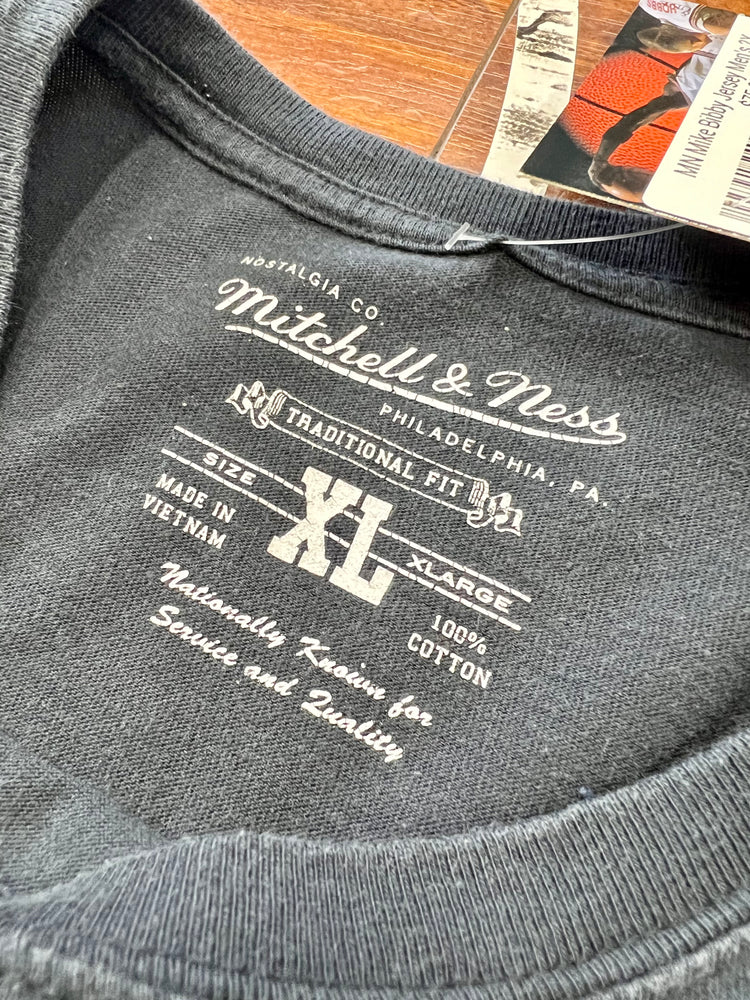 MN Mike Bibby Jersey Men's
NOSTALGIA CO.
Mitchell & Ness
PHILADELPHIA, PA.
TRADITIONAL FIT
SIZE XL XLARGE
MADE IN
VIETNAM
100%
COTTON
Nationally Known for
Service and Quality